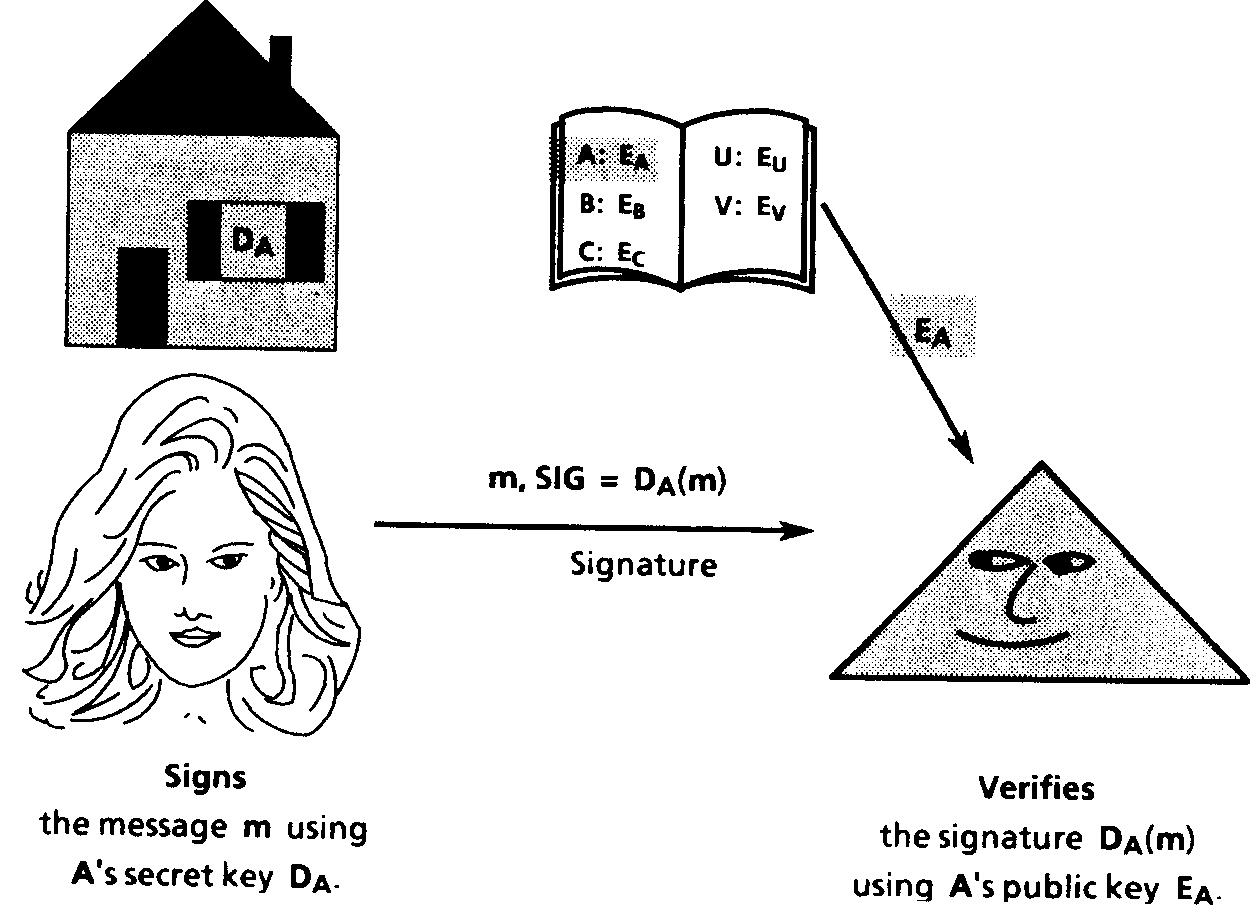 DA
A: EA
B: EB
C: EC
U: EU
V: EV
EA
m, SIG = DA(m)
Signature
Signs
the message m using
A's secret key DA.
Verifies
the signature DA(m)
using A's public key EA.